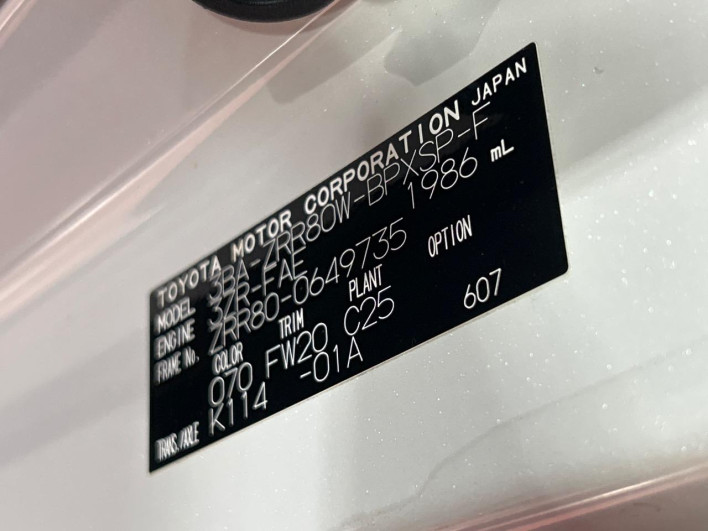 TOYOTA MOTOR CORPORATION JAPAN
MODEL 3BA-ZRR80W-BPXSP-F
ENGINE 3ZR-FAE 1986 mL
FRAME No. ZRR80-0649735
COLOR TRIM PLANT OPTION
070 FW20 C25 607
TRANS./AXLE K114 -01A